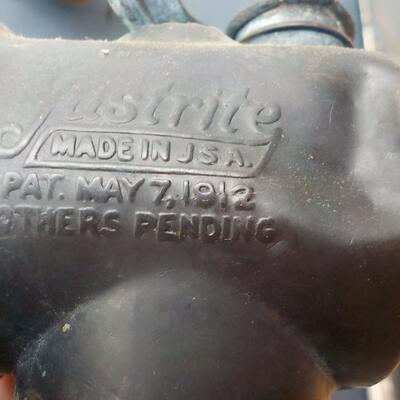 Justrite
MADE IN U.S.A.
PAT. MAY 7, 1912
OTHERS PENDING